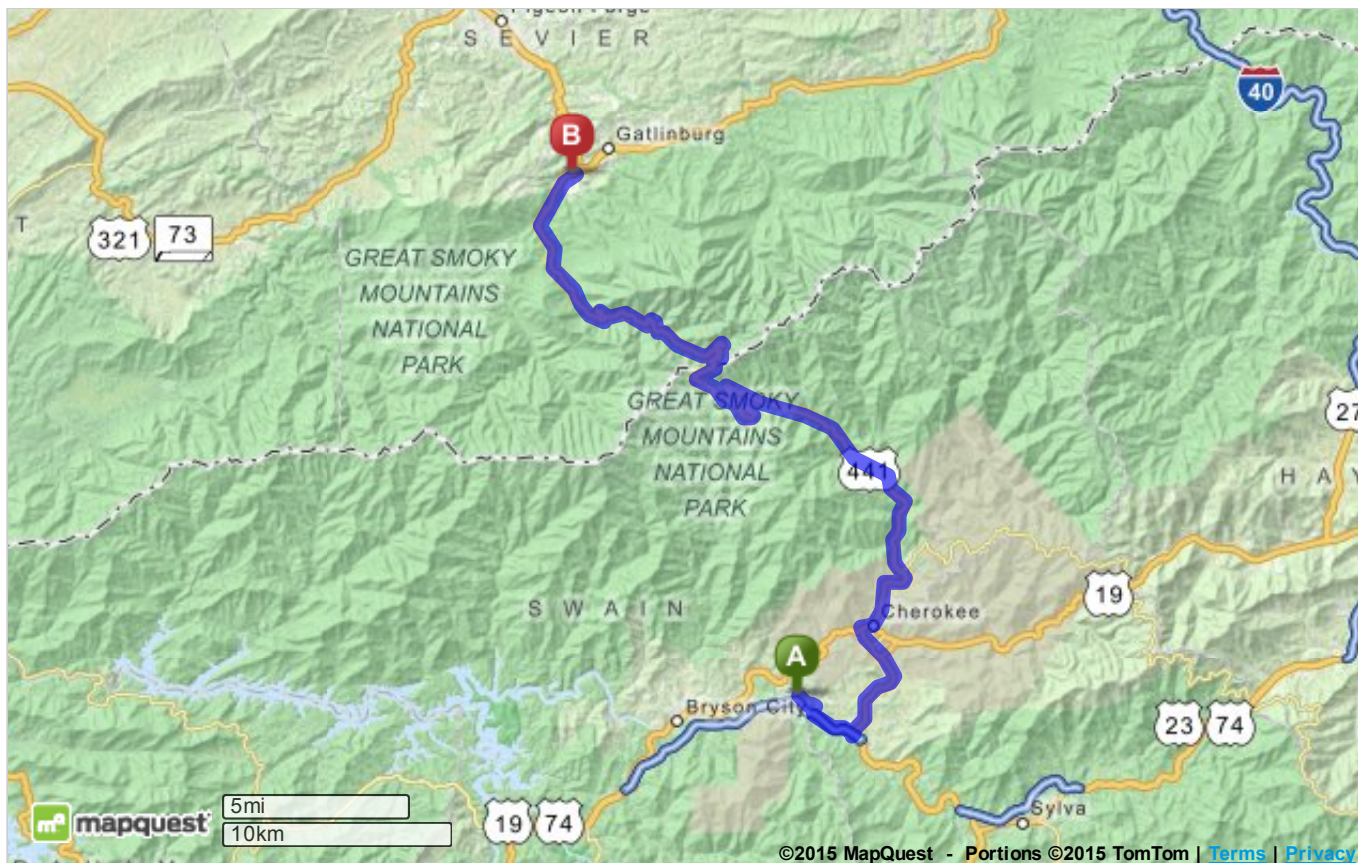 Pigeon Forge
SEVIER
40
B
Gatlinburg
T
321
73
GREAT SMOKY
MOUNTAINS
NATIONAL
PARK
GREAT SMOKY
MOUNTAINS
NATIONAL
PARK
27
441
HAY
SWAIN
19
Cherokee
A
Bryson City
23
74
5mi
10km
mapquest
19
74
Sylva
©2015 MapQuest - Portions ©2015 TomTom | Terms | Privacy